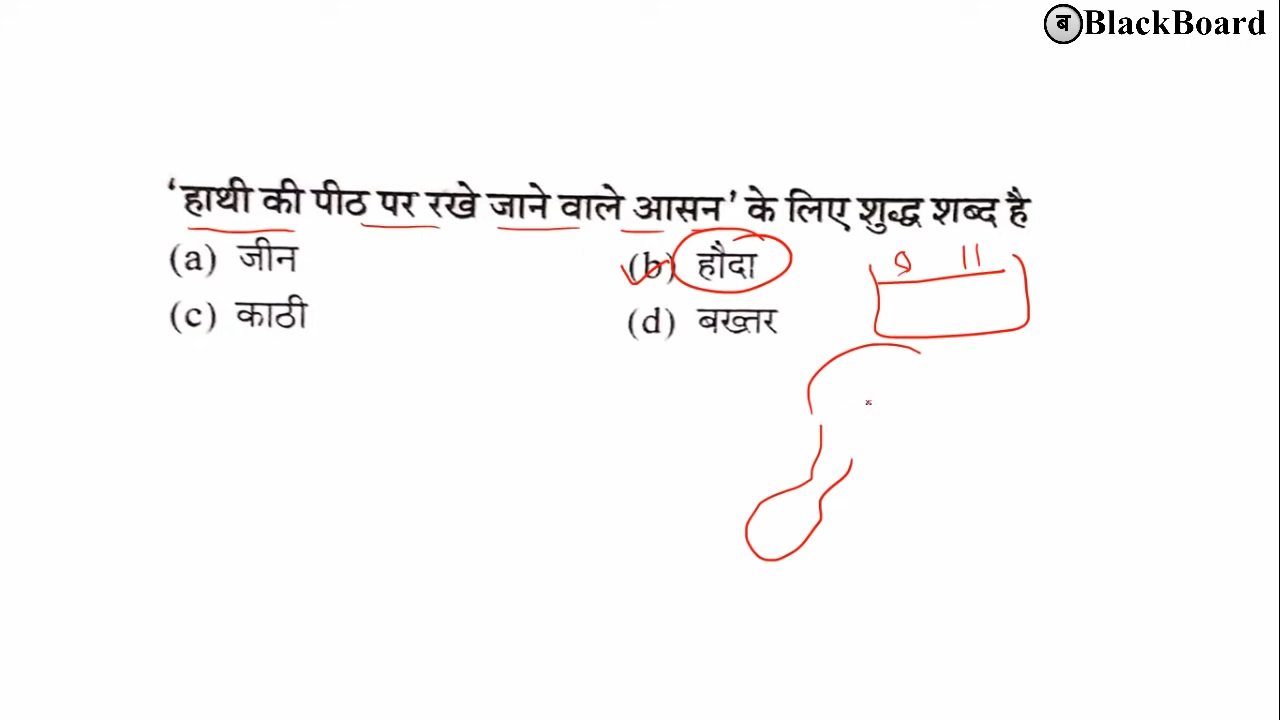 ब BlackBoard
'हाथी की पीठ पर रखे जाने वाले आसन' के लिए शुद्ध शब्द है
(a) जीन (b) हौदा
(c) काठी (d) बख्तर